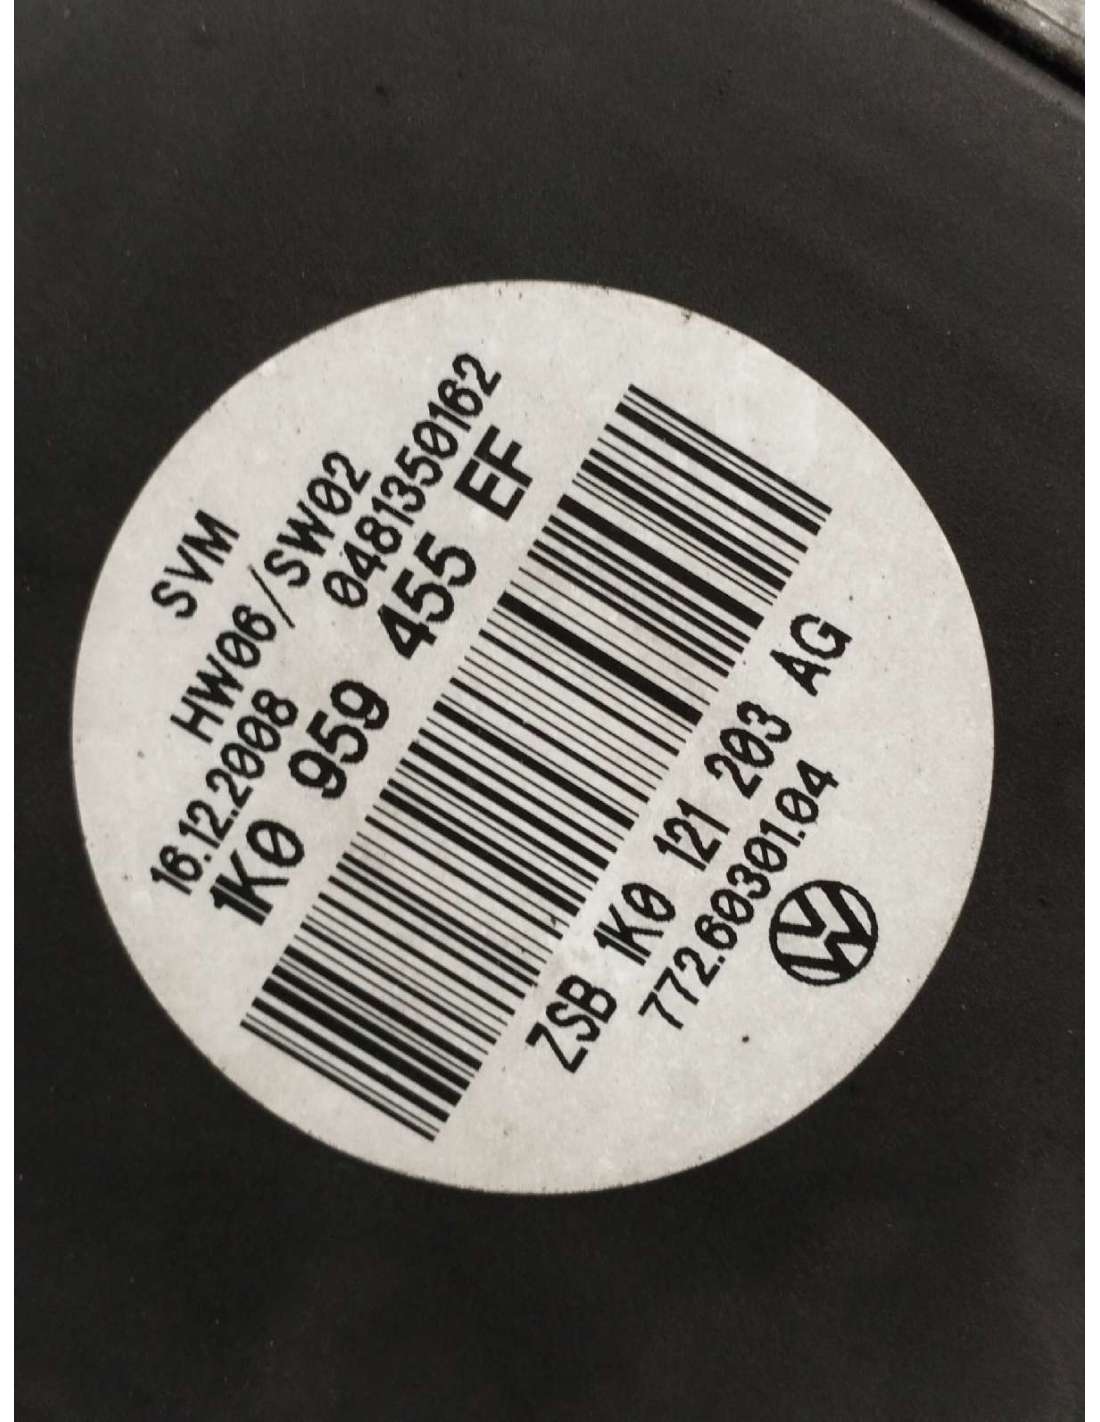 SVM
HW06/SW02
16.12.2008 0481350162
1K0 959 455 EF
ZSB 1K0 121 203 AG
772.60301.04